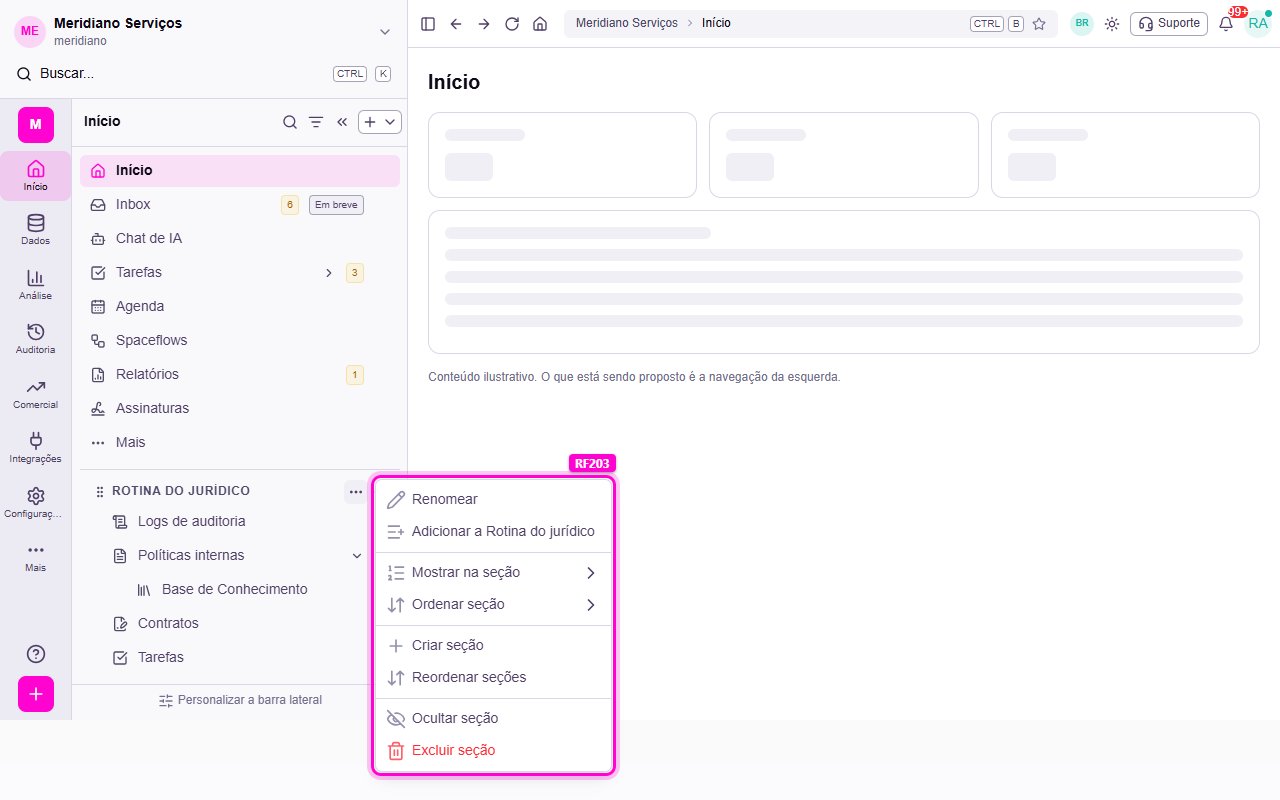 ME
Meridiano Serviços
meridiano
Buscar...
CTRL K
Meridiano Serviços > Início
CTRL B
BR
Suporte
99+
RA
M
Início
Dados
Análise
Auditoria
Comercial
Integrações
Configuraç...
Mais
Início
Início
Inbox 6 Em breve
Chat de IA
Tarefas 3
Agenda
Spaceflows
Relatórios 1
Assinaturas
Mais
ROTINA DO JURÍDICO
Logs de auditoria
Políticas internas
Base de Conhecimento
Contratos
Tarefas
Personalizar a barra lateral
Início
Conteúdo ilustrativo. O que está sendo proposto é a navegação da esquerda.
RF203
Renomear
Adicionar a Rotina do jurídico
Mostrar na seção
Ordenar seção
Criar seção
Reordenar seções
Ocultar seção
Excluir seção